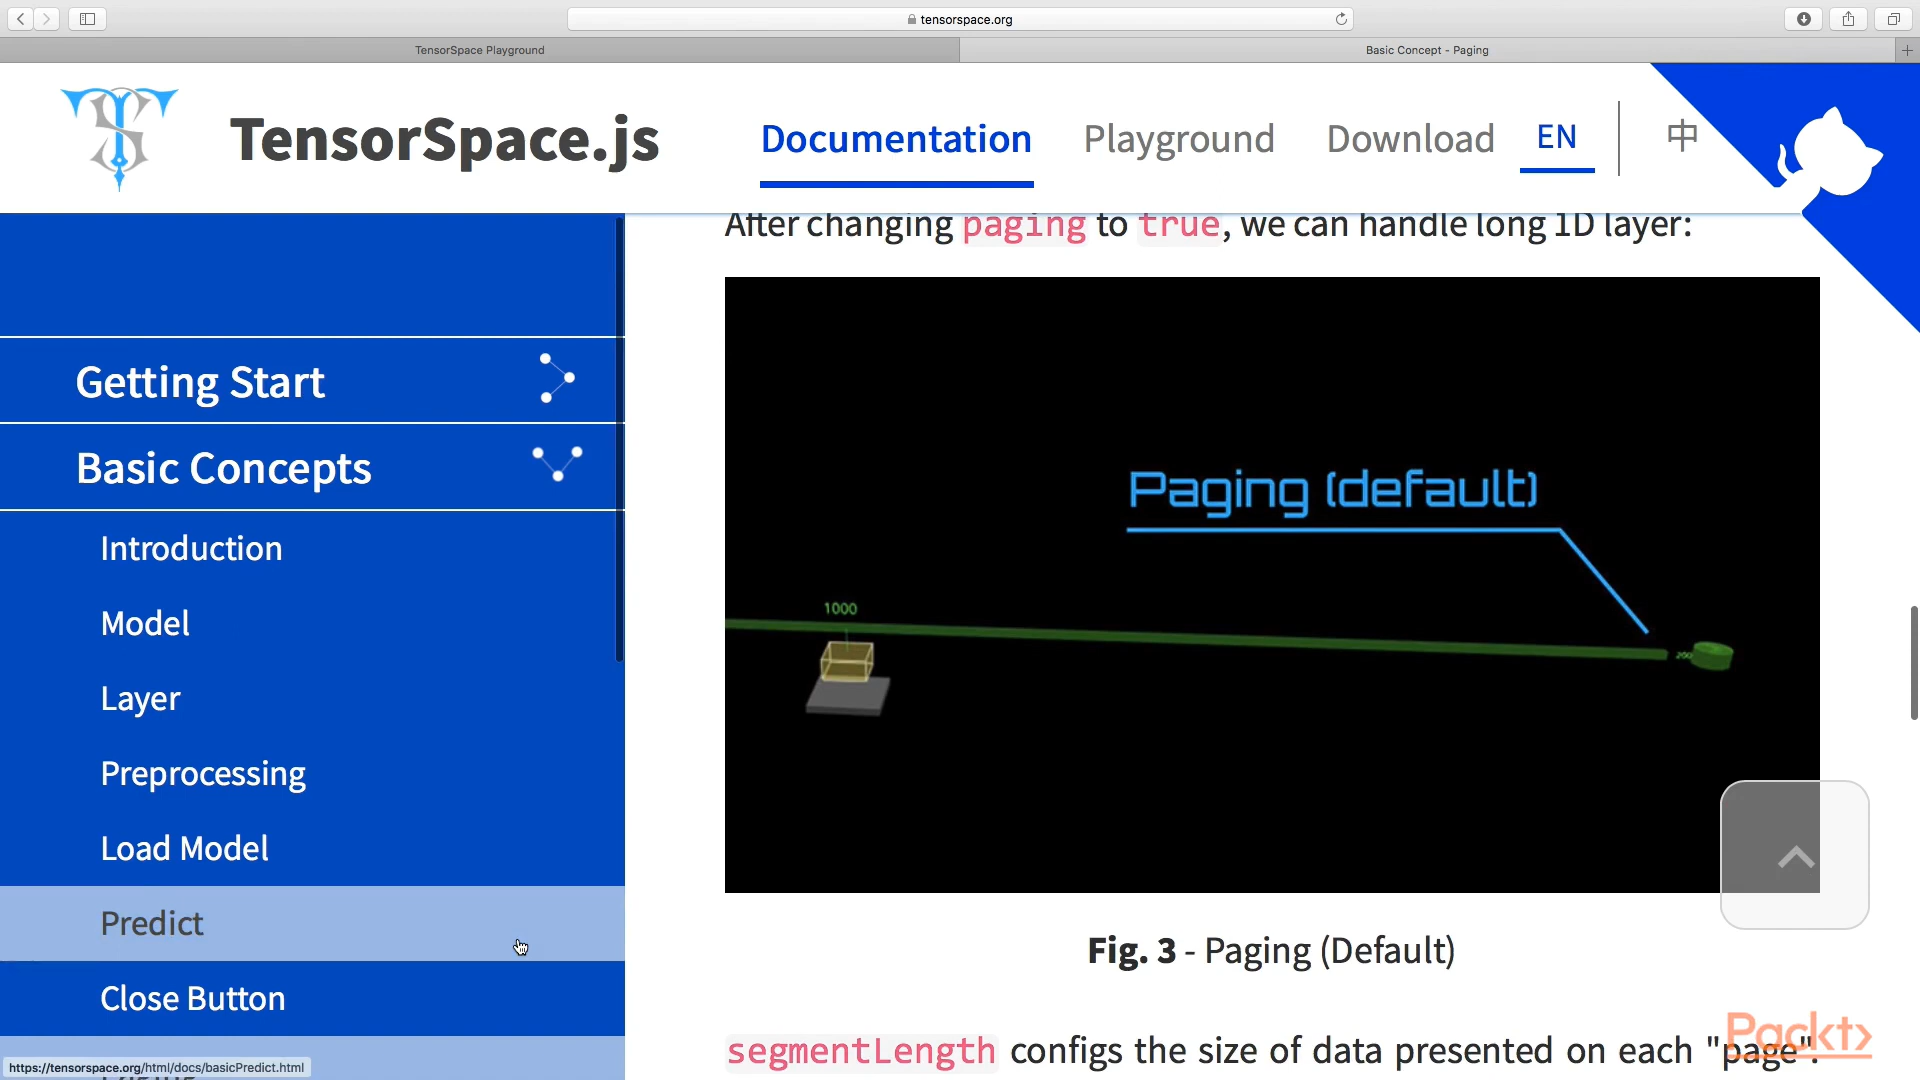 tensorspace.org
TensorSpace Playground
Basic Concept - Paging
TensorSpace.js
Documentation
Playground
Download
EN
中
Getting Start
Basic Concepts
Introduction
Model
Layer
Preprocessing
Load Model
Predict
Close Button
https://tensorspace.org/html/docs/basicPredict.html
After changing paging to true, we can handle long 1D layer:
Paging (default)
1000
Fig. 3 - Paging (Default)
segmentLength configs the size of data presented on each "page".
Packt>